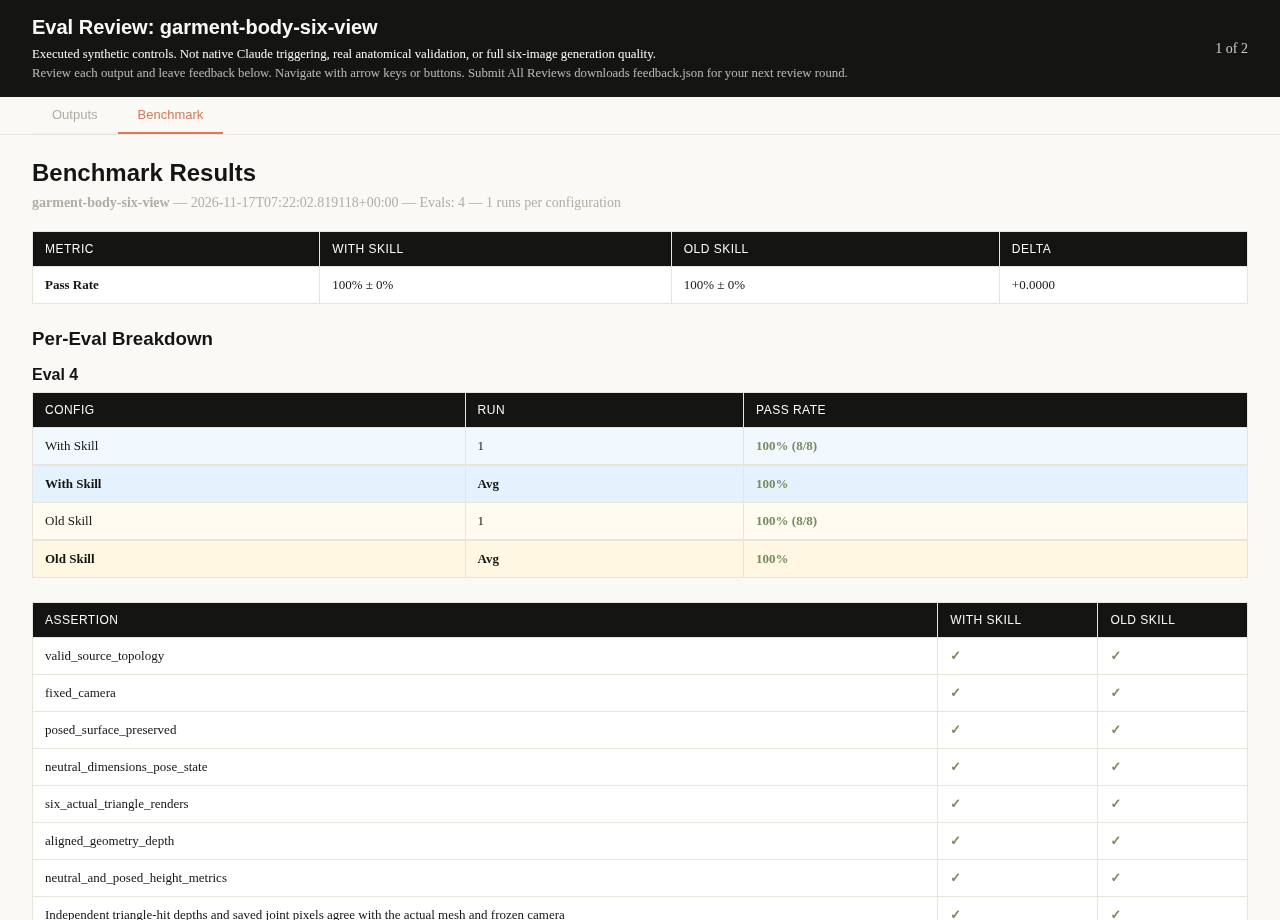 Eval Review: garment-body-six-view
Executed synthetic controls. Not native Claude triggering, real anatomical validation, or full six-image generation quality.
Review each output and leave feedback below. Navigate with arrow keys or buttons. Submit All Reviews downloads feedback.json for your next review round.
1 of 2
Outputs Benchmark
Benchmark Results
garment-body-six-view — 2026-11-17T07:22:02.819118+00:00 — Evals: 4 — 1 runs per configuration
METRIC WITH SKILL OLD SKILL DELTA
Pass Rate 100% ± 0% 100% ± 0% +0.0000
Per-Eval Breakdown
Eval 4
CONFIG RUN PASS RATE
With Skill 1 100% (8/8)
With Skill Avg 100%
Old Skill 1 100% (8/8)
Old Skill Avg 100%
ASSERTION WITH SKILL OLD SKILL
valid_source_topology ✓ ✓
fixed_camera ✓ ✓
posed_surface_preserved ✓ ✓
neutral_dimensions_pose_state ✓ ✓
six_actual_triangle_renders ✓ ✓
aligned_geometry_depth ✓ ✓
neutral_and_posed_height_metrics ✓ ✓
Independent triangle-hit depths and saved joint pixels agree with the actual mesh and frozen camera ✓ ✓